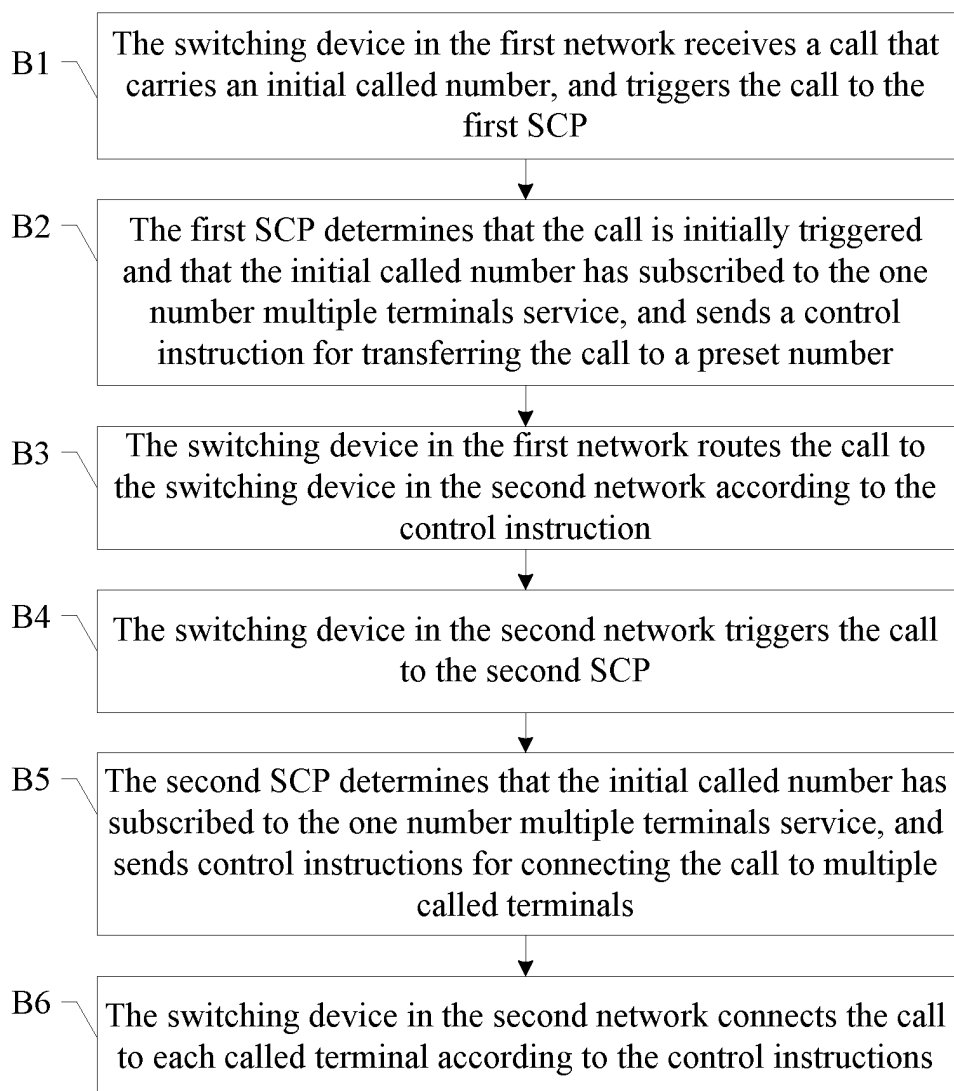 B1
The switching device in the first network receives a call that
carries an initial called number, and triggers the call to the
first SCP
B2
The first SCP determines that the call is initially triggered
and that the initial called number has subscribed to the one
number multiple terminals service, and sends a control
instruction for transferring the call to a preset number
B3
The switching device in the first network routes the call to
the switching device in the second network according to the
control instruction
B4
The switching device in the second network triggers the call
to the second SCP
B5
The second SCP determines that the initial called number has
subscribed to the one number multiple terminals service, and
sends control instructions for connecting the call to multiple
called terminals
B6
The switching device in the second network connects the call
to each called terminal according to the control instructions